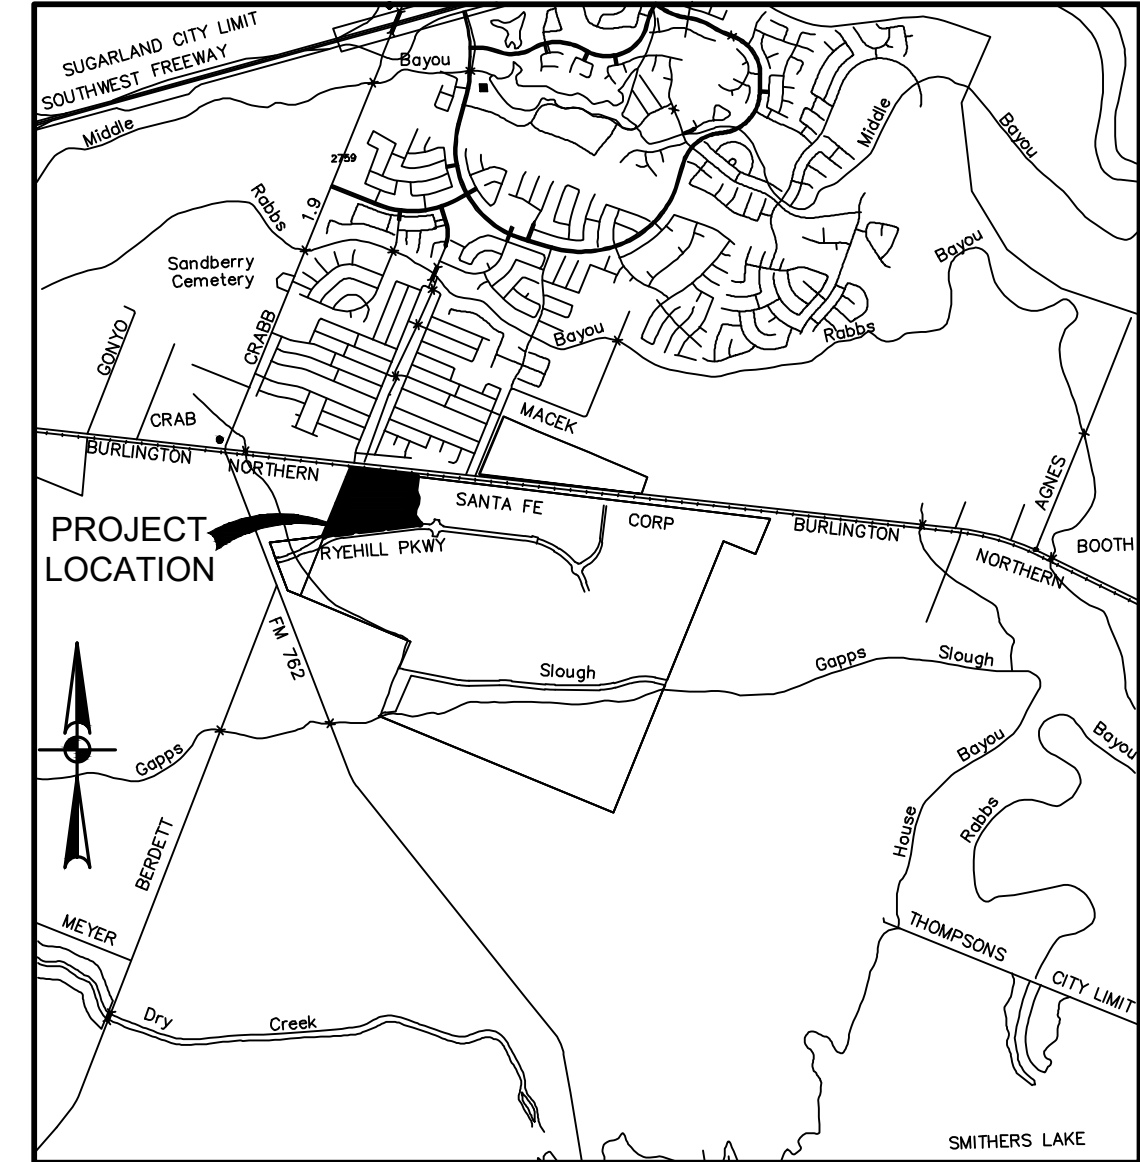 SUGARLAND CITY LIMIT
SOUTHWEST FREEWAY
Bayou
Middle
Middle
Bayou
2759
Rabbs
1.9
Sandberry
Cemetery
Bayou
GONYO
CRABB
Bayou
Rabbs
CRAB
MACEK
BURLINGTON
NORTHERN
SANTA FE
CORP
BURLINGTON
NORTHERN
AGNES
BOOTH
PROJECT
LOCATION
RYEHILL PKWY
FM 762
Slough
Gapps
Slough
Gapps
Bayou
Bayou
House
Rabbs
BERDETT
MEYER
THOMPSONS
CITY LIMIT
Dry
Creek
SMITHERS LAKE